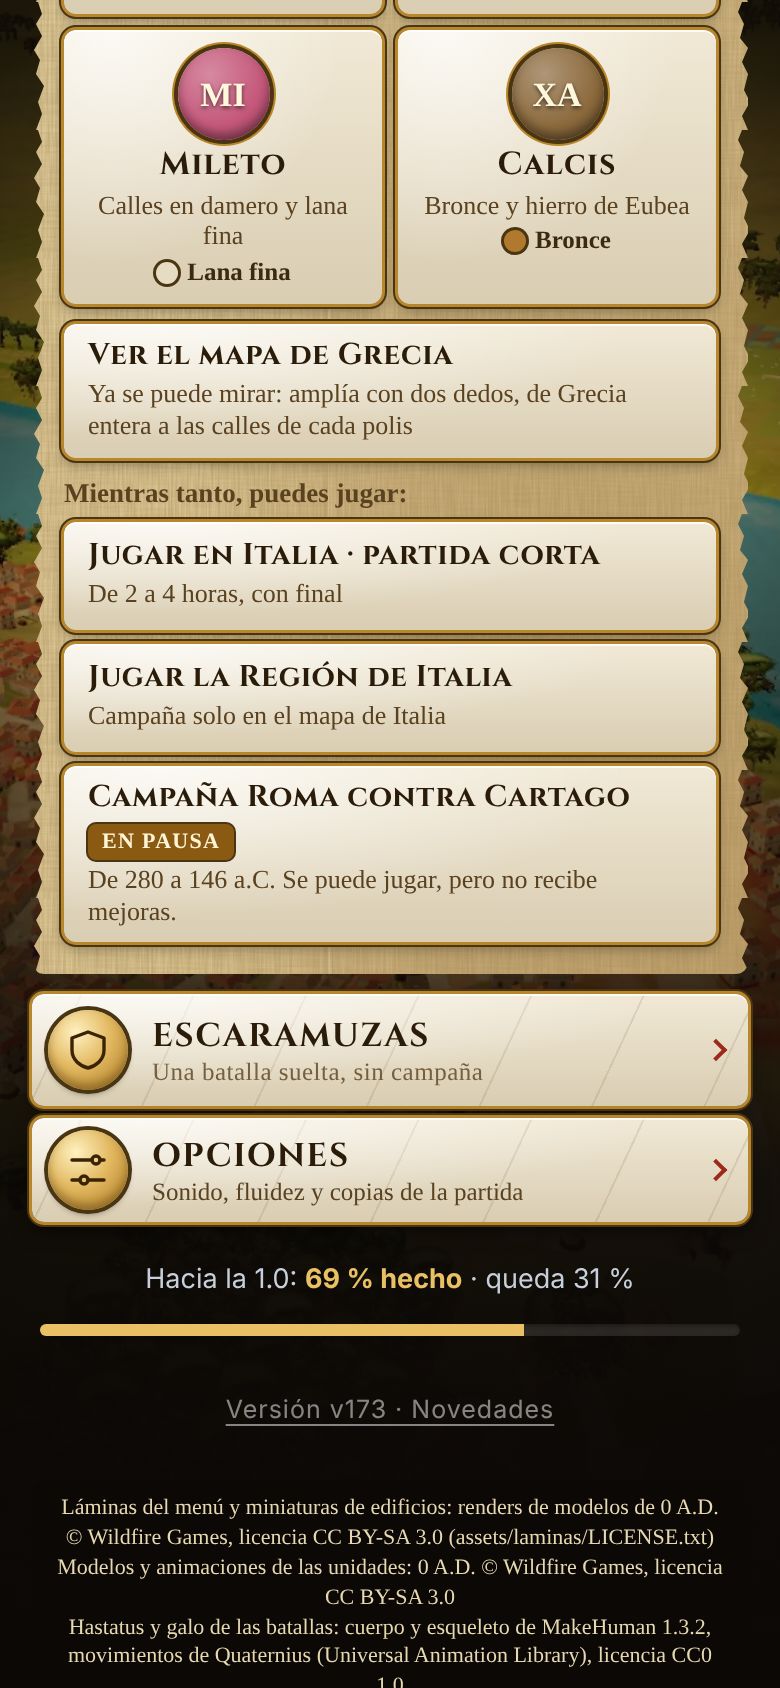 MI
MILETO
Calles en damero y lana
fina
Lana fina
XA
CALCIS
Bronce y hierro de Eubea
Bronce
VER EL MAPA DE GRECIA
Ya se puede mirar: amplía con dos dedos, de Grecia
entera a las calles de cada polis
Mientras tanto, puedes jugar:
JUGAR EN ITALIA · PARTIDA CORTA
De 2 a 4 horas, con final
JUGAR LA REGIÓN DE ITALIA
Campaña solo en el mapa de Italia
CAMPAÑA ROMA CONTRA CARTAGO
EN PAUSA
De 280 a 146 a.C. Se puede jugar, pero no recibe
mejoras.
ESCARAMUZAS
Una batalla suelta, sin campaña
OPCIONES
Sonido, fluidez y copias de la partida
Hacia la 1.0: 69 % hecho · queda 31 %
Versión v173 · Novedades
Láminas del menú y miniaturas de edificios: renders de modelos de 0 A.D.
© Wildfire Games, licencia CC BY-SA 3.0 (assets/laminas/LICENSE.txt)
Modelos y animaciones de las unidades: 0 A.D. © Wildfire Games, licencia
CC BY-SA 3.0
Hastatus y galo de las batallas: cuerpo y esqueleto de MakeHuman 1.3.2,
movimientos de Quaternius (Universal Animation Library), licencia CC0
1.0